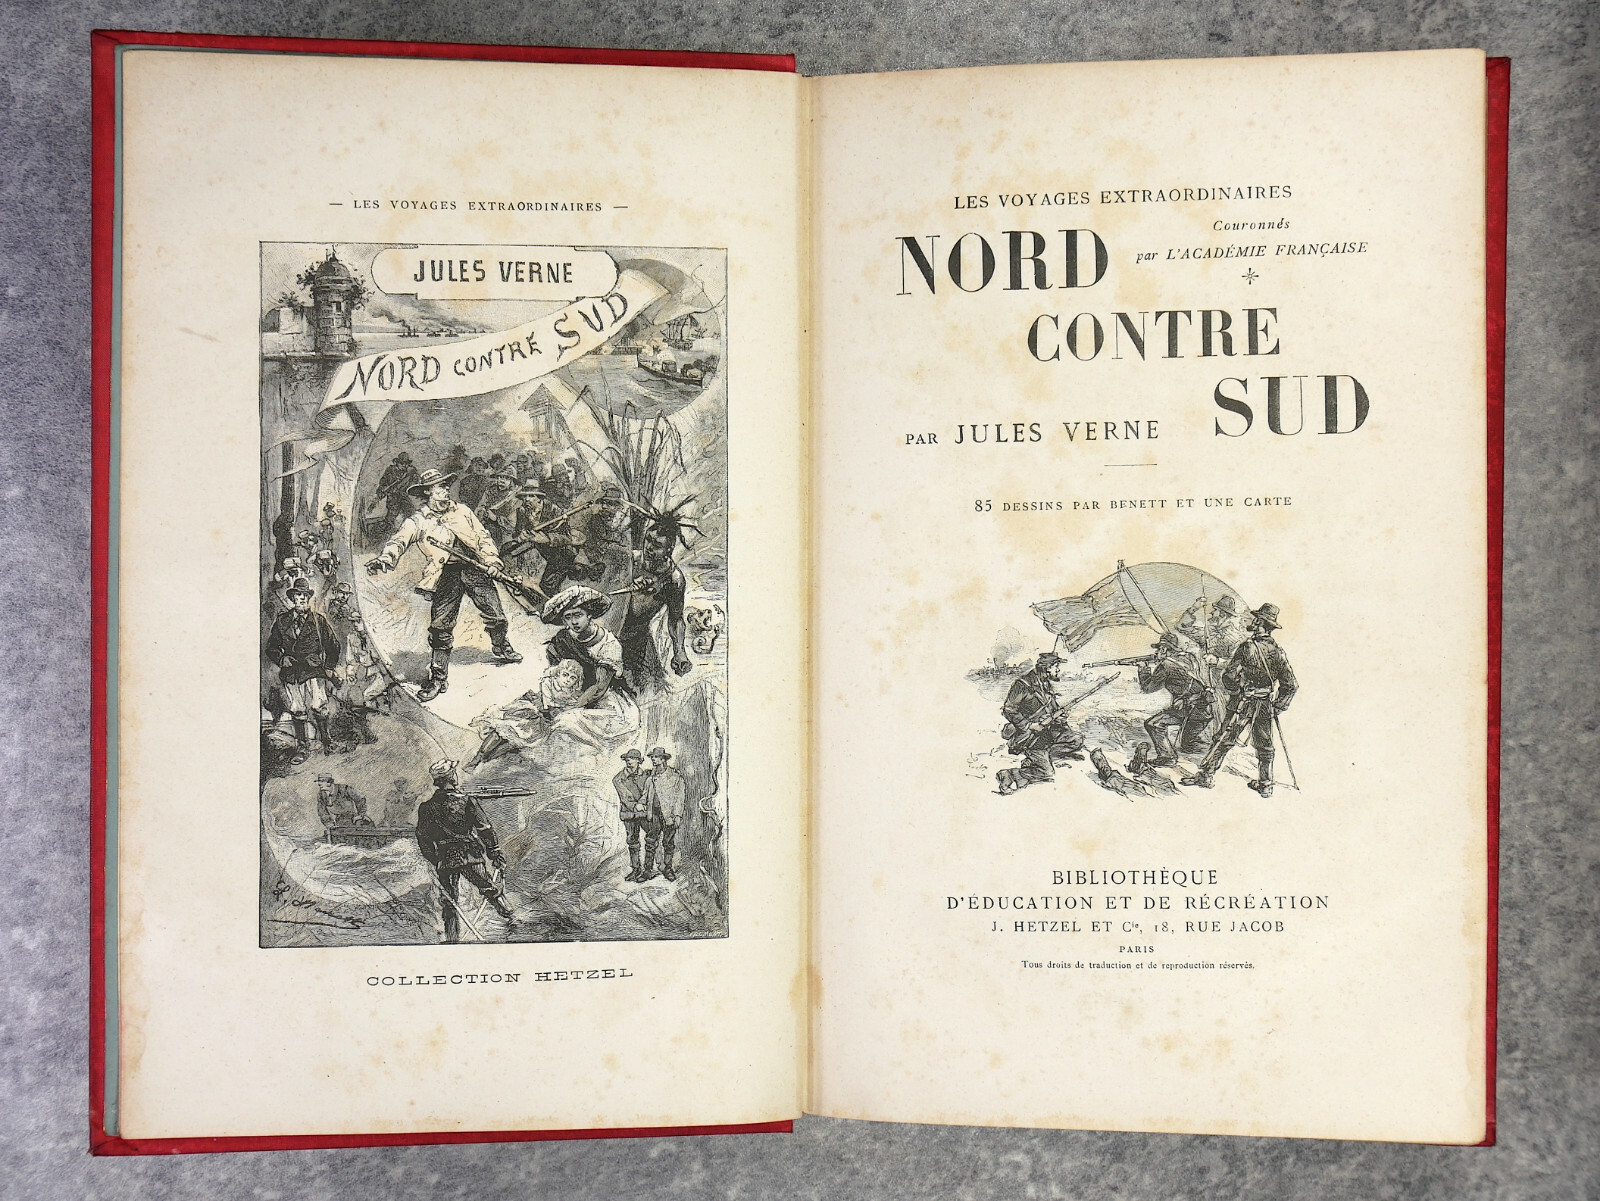 — LES VOYAGES EXTRAORDINAIRES —
JULES VERNE
NORD CONTRE SUD
COLLECTION HETZEL
LES VOYAGES EXTRAORDINAIRES
Couronnés
par L'ACADÉMIE FRANÇAISE
NORD
CONTRE
SUD
PAR JULES VERNE
85 DESSINS PAR BENETT ET UNE CARTE
BIBLIOTHÈQUE
D'ÉDUCATION ET DE RÉCRÉATION
J. HETZEL ET Cie, 18, RUE JACOB
PARIS
Tous droits de traduction et de reproduction réservés.